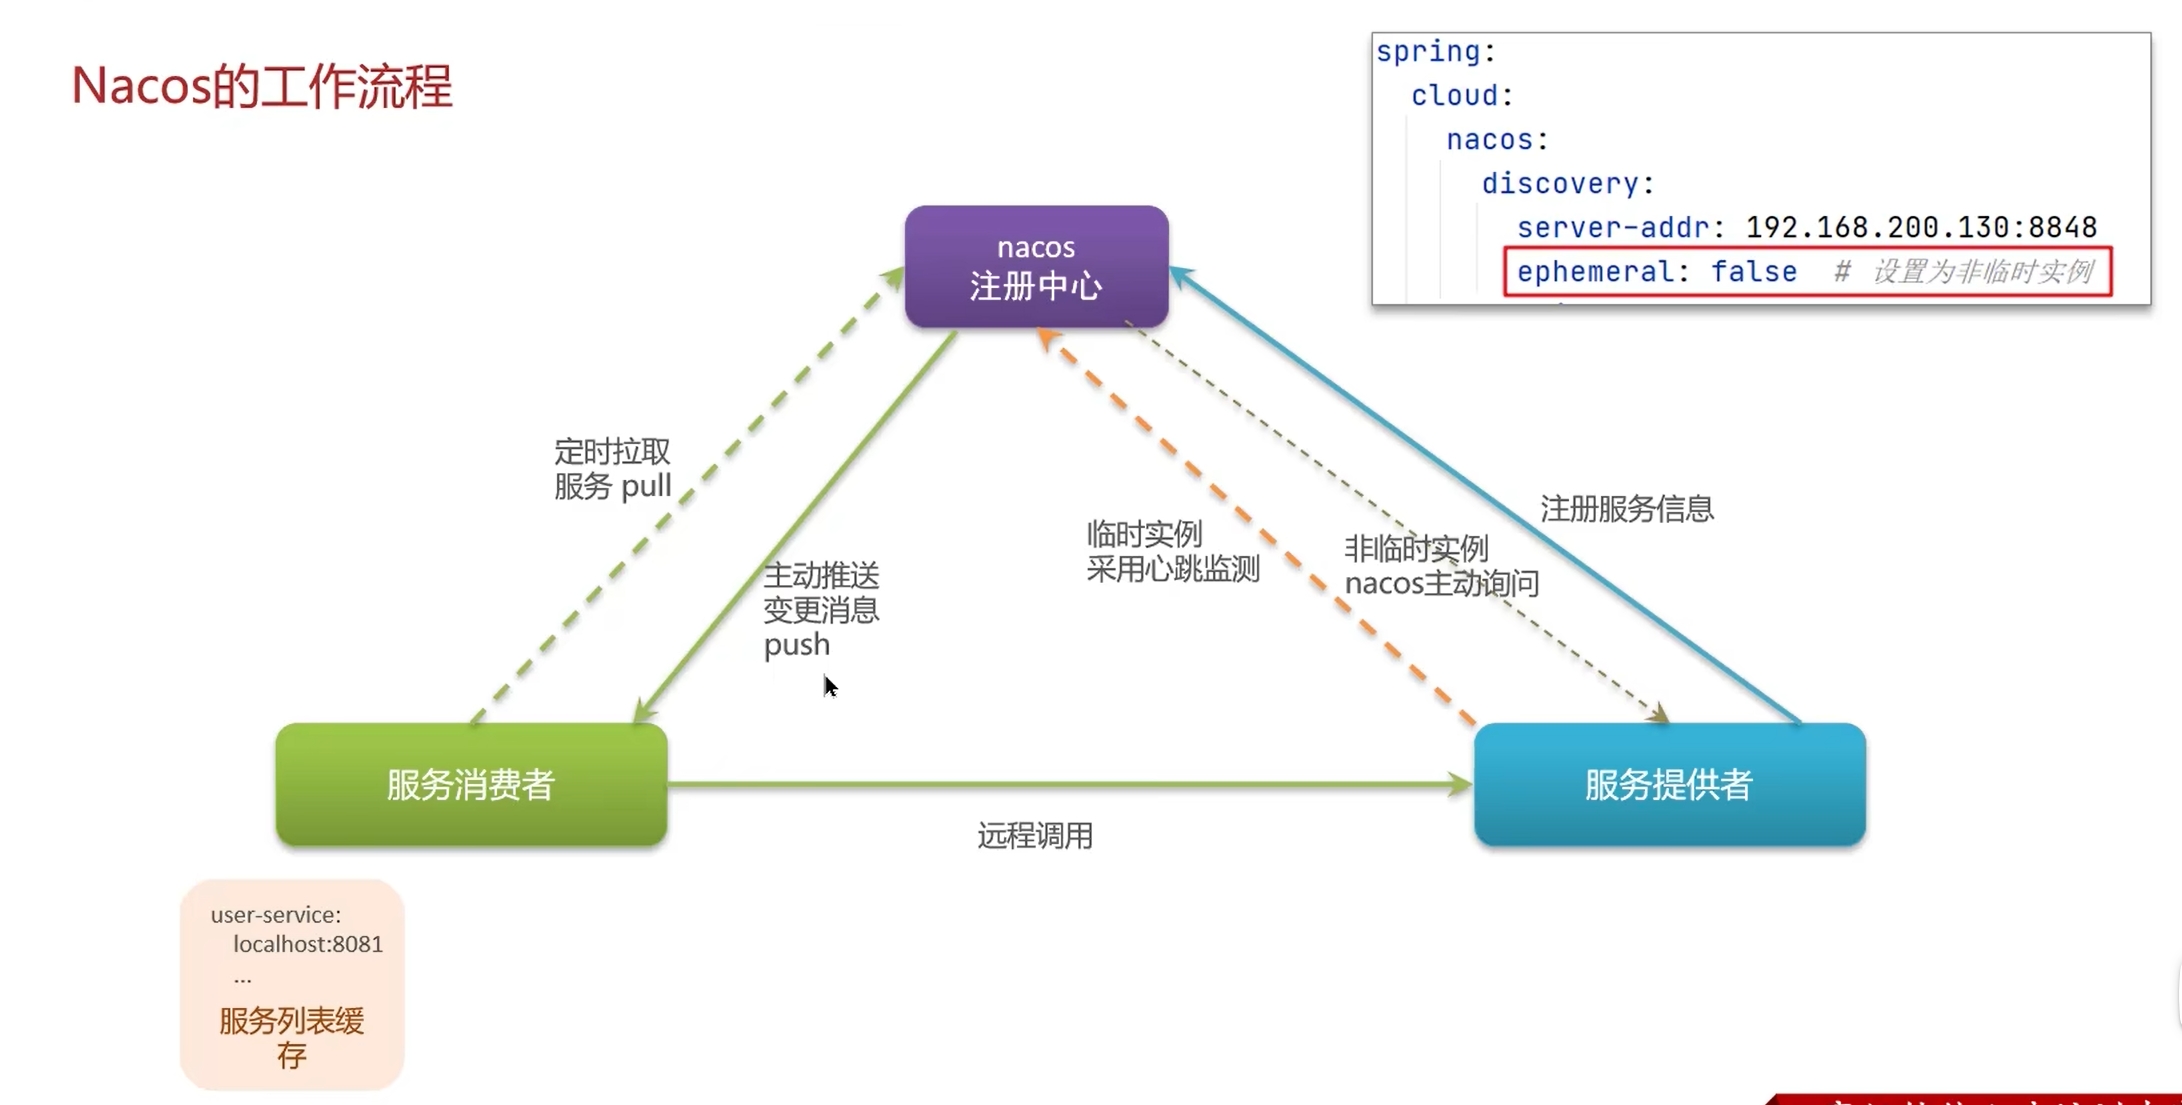 Nacos的工作流程
spring:
cloud:
nacos:
discovery:
server-addr: 192.168.200.130:8848
ephemeral: false # 设置为非临时实例
nacos
注册中心
定时拉取
服务 pull
主动推送
变更消息
push
临时实例
采用心跳监测
非临时实例
nacos主动询问
注册服务信息
服务消费者
服务提供者
远程调用
user-service:
localhost:8081
...
服务列表缓
存